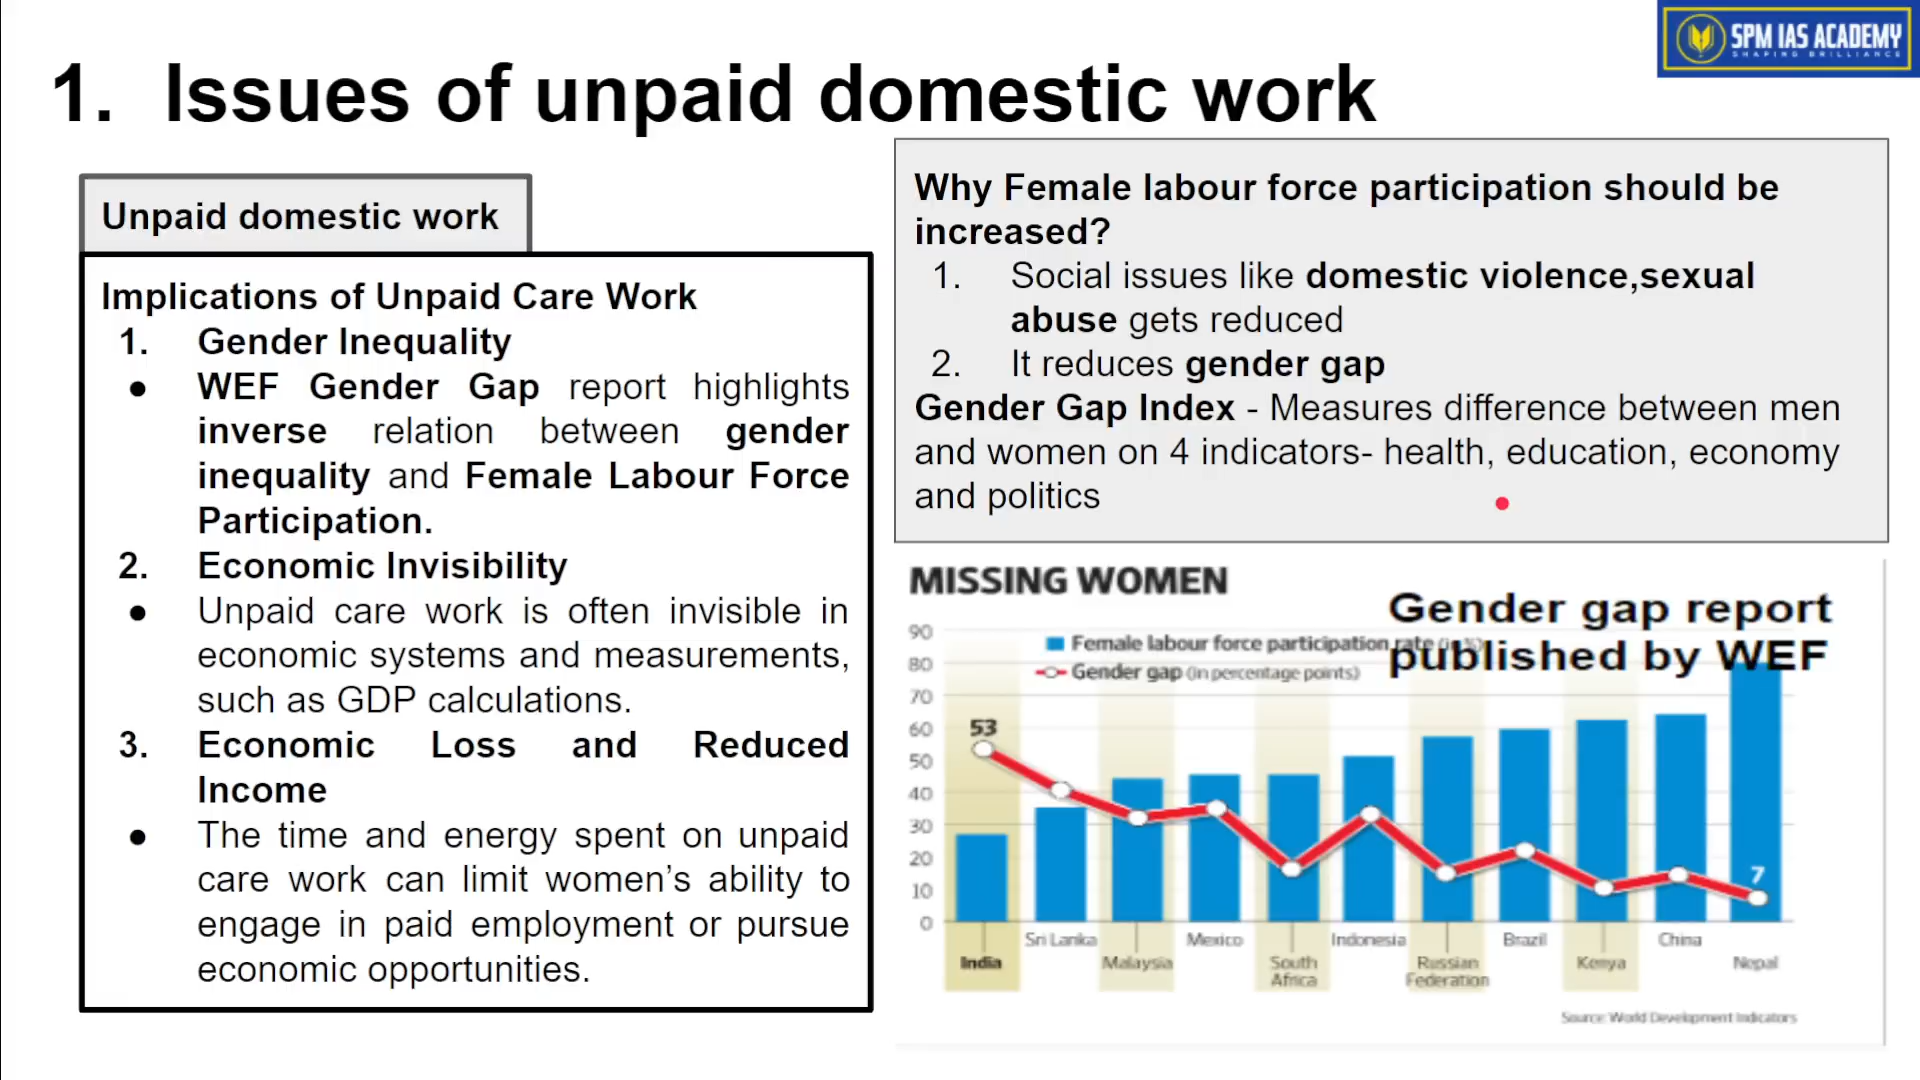 SPM IAS ACADEMY
SHAPING BRILLIANCE
1. Issues of unpaid domestic work
Unpaid domestic work
Implications of Unpaid Care Work
1. Gender Inequality
● WEF Gender Gap report highlights
inverse relation between gender
inequality and Female Labour Force
Participation.
2. Economic Invisibility
● Unpaid care work is often invisible in
economic systems and measurements,
such as GDP calculations.
3. Economic Loss and Reduced
Income
● The time and energy spent on unpaid
care work can limit women’s ability to
engage in paid employment or pursue
economic opportunities.
Why Female labour force participation should be
increased?
1. Social issues like domestic violence,sexual
abuse gets reduced
2. It reduces gender gap
Gender Gap Index - Measures difference between men
and women on 4 indicators- health, education, economy
and politics
MISSING WOMEN
Gender gap report
published by WEF
Female labour force participation rate
Gender gap (in percentage points)
90
80
70
60
50
40
30
20
10
0
53
7
India
Sri Lanka
Malaysia
Mexico
South
Africa
Indonesia
Russian
Federation
Brazil
Kenya
China
Nepal
Source: World Development Indicators